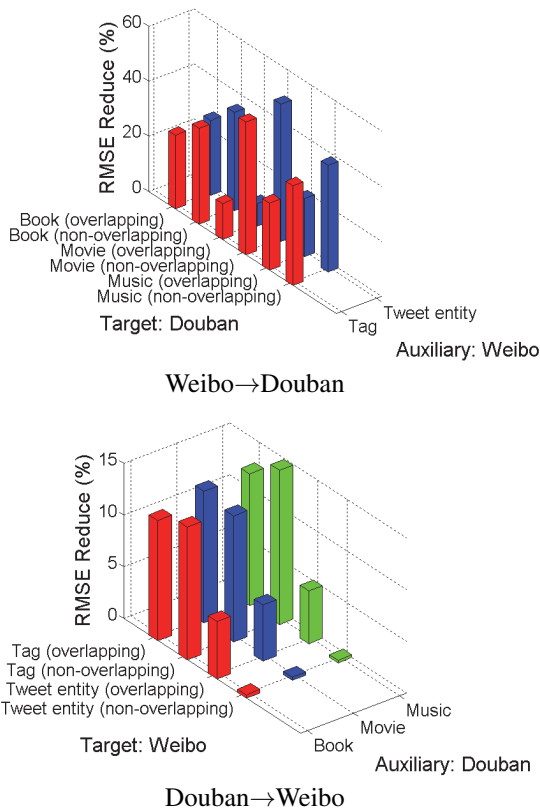 60
40
20
0
RMSE Reduce (%)
Book (overlapping)
Book (non-overlapping)
Movie (overlapping)
Movie (non-overlapping)
Music (overlapping)
Music (non-overlapping)
Target: Douban
Tag
Tweet entity
Auxiliary: Weibo
Weibo→Douban
15
10
5
0
RMSE Reduce (%)
Tag (overlapping)
Tag (non-overlapping)
Tweet entity (overlapping)
Tweet entity (non-overlapping)
Target: Weibo
Book
Movie
Music
Auxiliary: Douban
Douban→Weibo